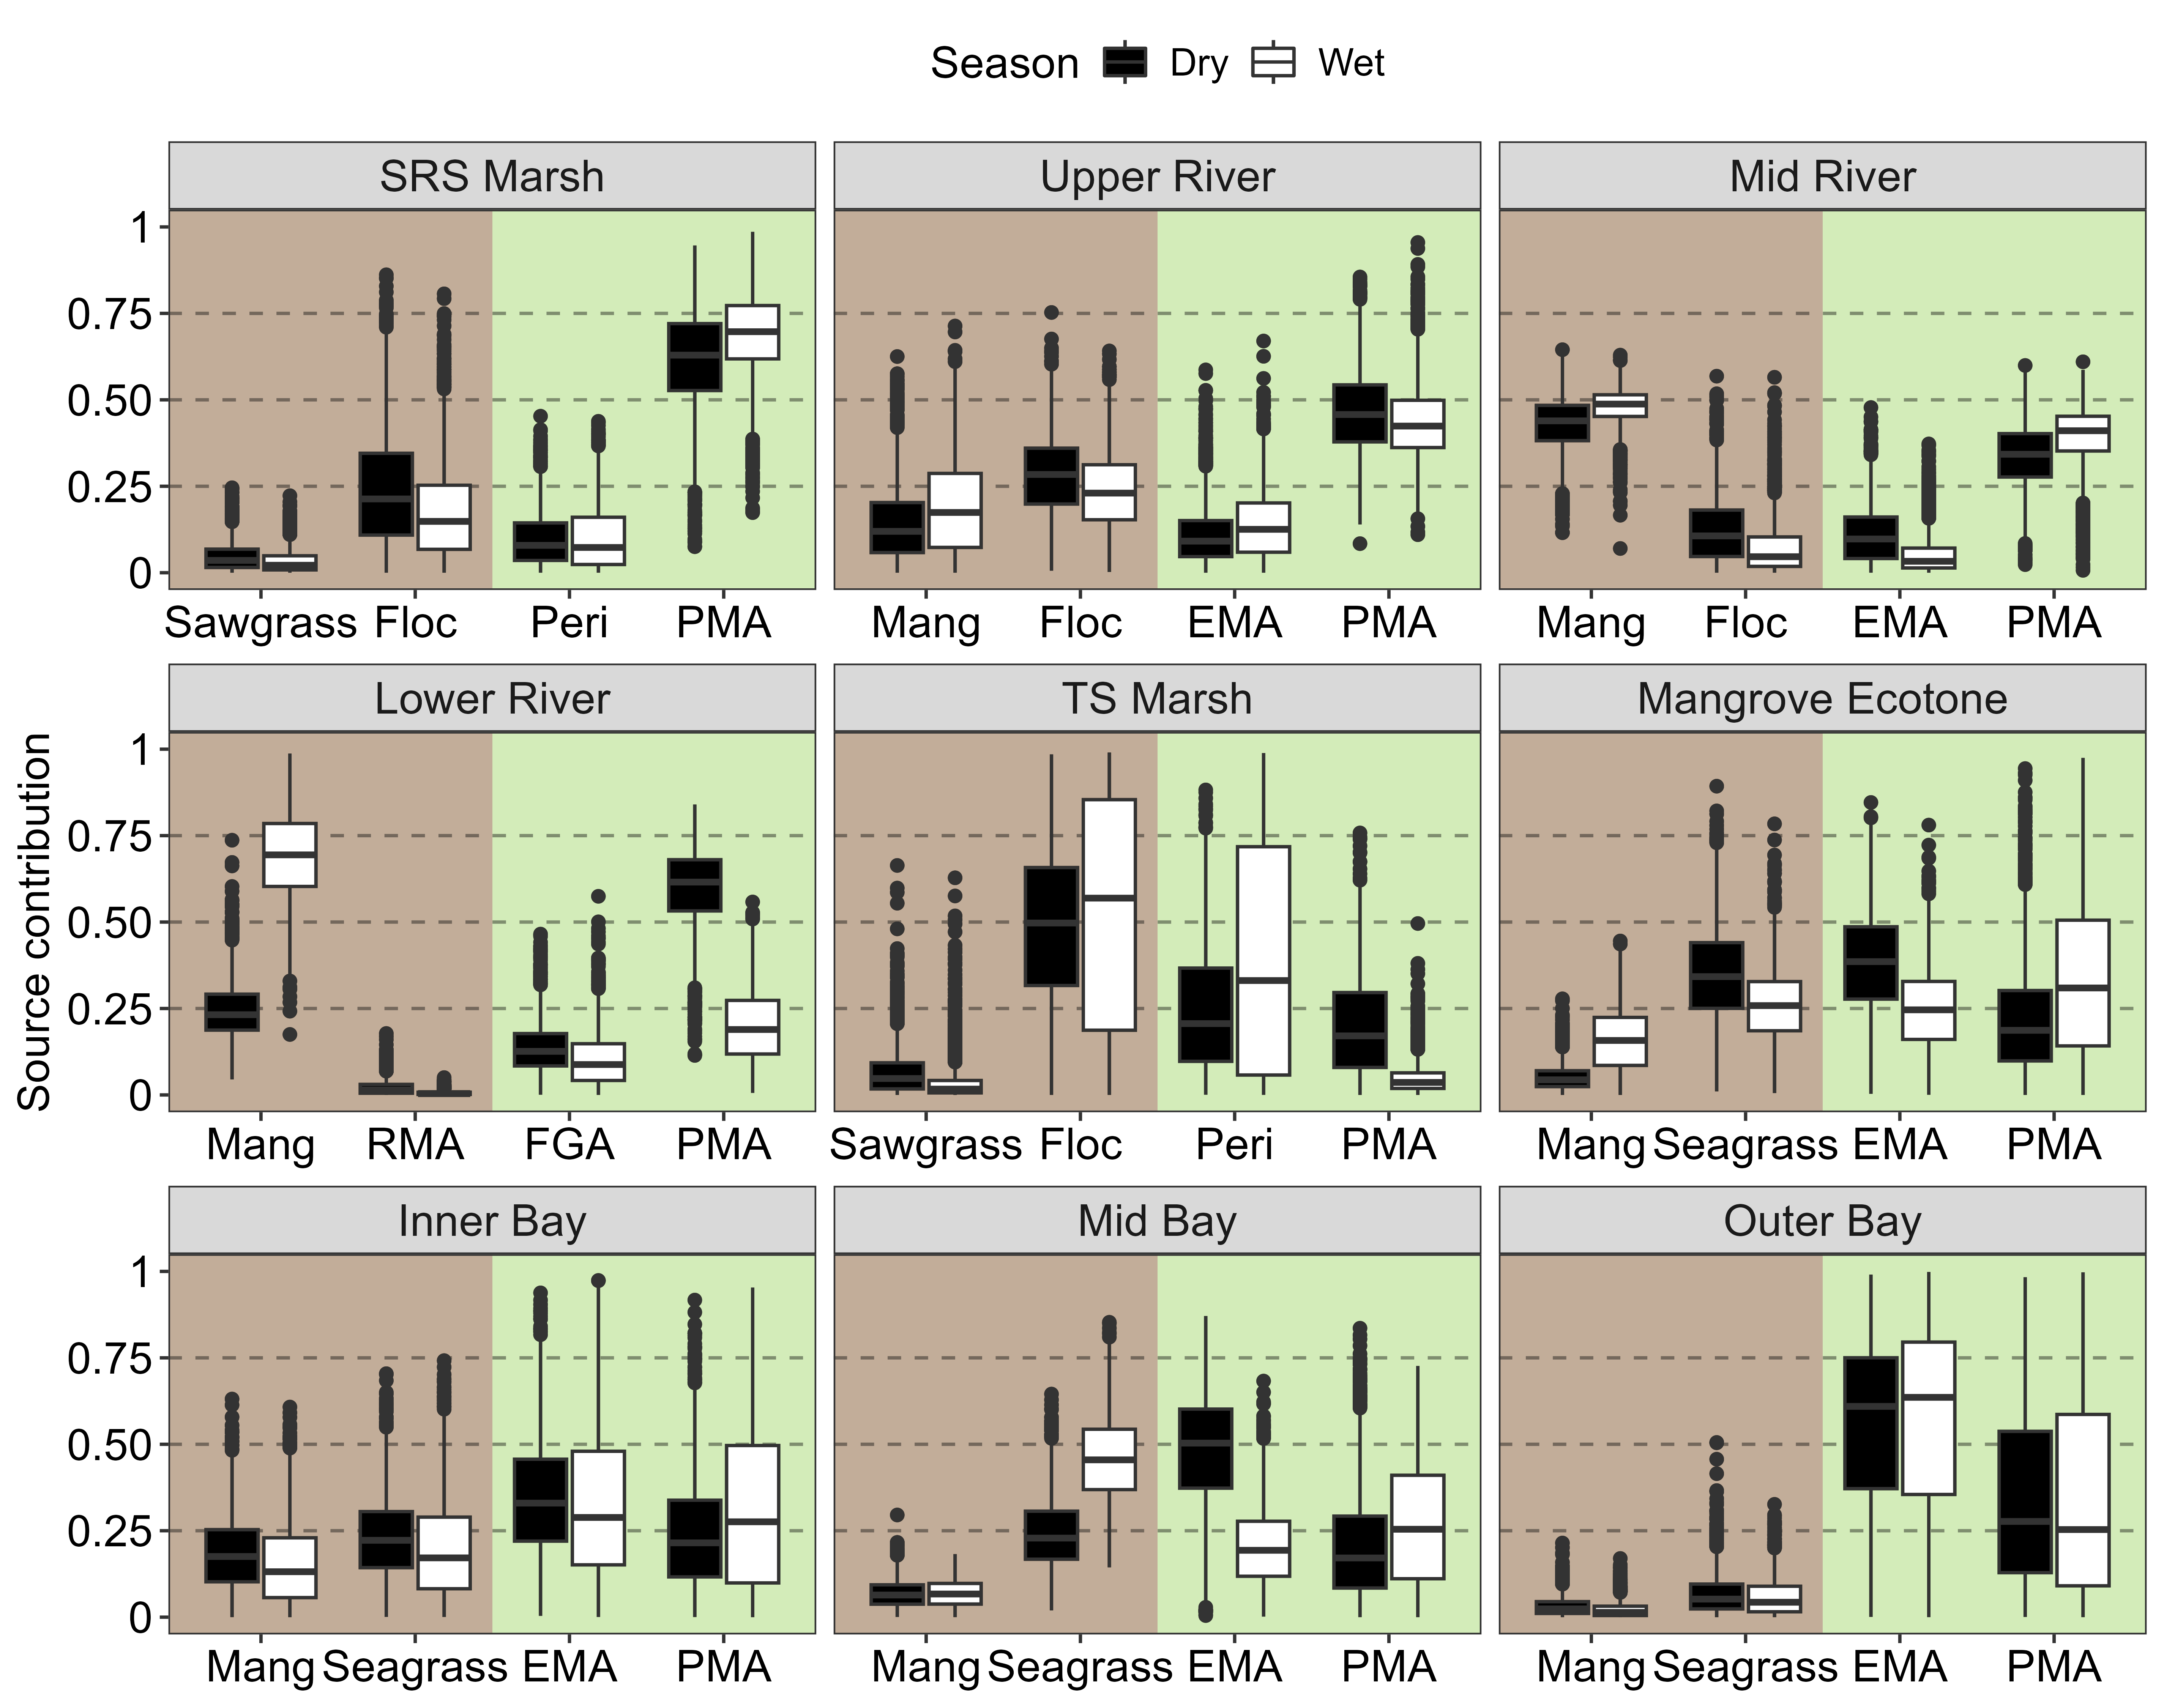 Season Dry Wet
SRS Marsh Upper River Mid River
1
0.75
0.50
0.25
0
Sawgrass Floc Peri PMA Mang Floc EMA PMA Mang Floc EMA PMA
Lower River TS Marsh Mangrove Ecotone
Source contribution
1
0.75
0.50
0.25
0
Mang RMA FGA PMA Sawgrass Floc Peri PMA Mang Seagrass EMA PMA
Inner Bay Mid Bay Outer Bay
1
0.75
0.50
0.25
0
Mang Seagrass EMA PMA Mang Seagrass EMA PMA Mang Seagrass EMA PMA